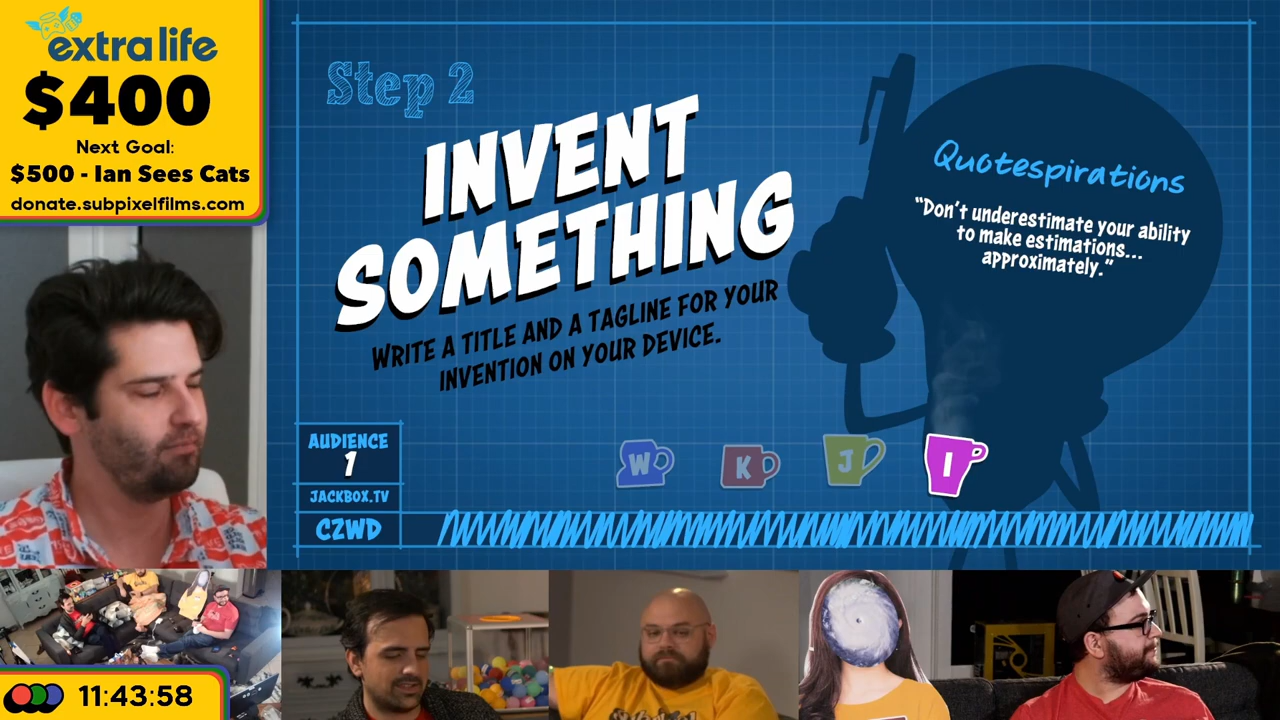 extra life
$400
Next Goal:
$500 - Ian Sees Cats
donate.subpixelfilms.com
Step 2
INVENT
SOMETHING
WRITE A TITLE AND A TAGLINE FOR YOUR
INVENTION ON YOUR DEVICE.
Quotespirations
“Don’t underestimate your ability
to make estimations...
approximately.”
AUDIENCE
1
JACKBOX.TV
CZWD
W
K
J
I
11:43:58